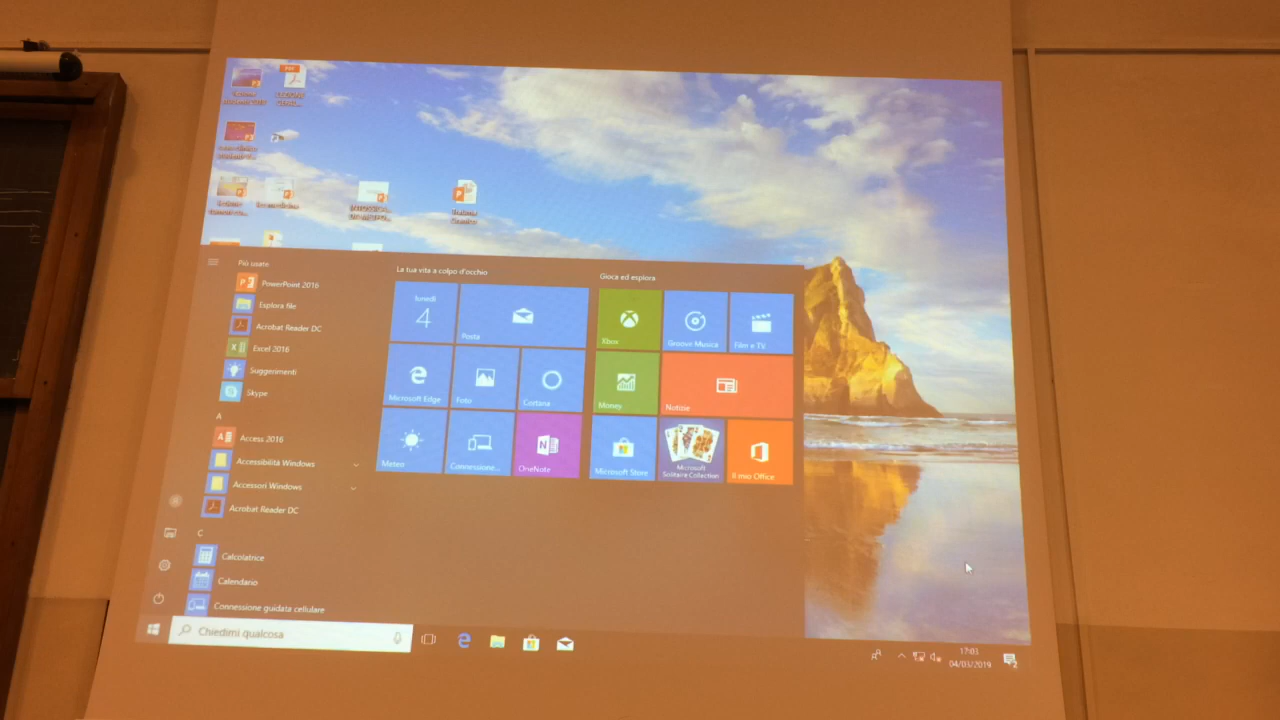 PDF
Più usate
PowerPoint 2016
Esplora file
Acrobat Reader DC
Excel 2016
Suggerimenti
Skype
A
Access 2016
Accessibilità Windows
Accessori Windows
Acrobat Reader DC
C
Calcolatrice
Calendario
Connessione guidata cellulare
La tua vita a colpo d'occhio
lunedì
4
Posta
Microsoft Edge
Foto
Cortana
Meteo
Connessione...
OneNote
Gioca ed esplora
Xbox
Groove Musica
Film e TV
Money
Notizie
Microsoft Store
Microsoft
Solitaire Collection
Il mio Office
Chiedimi qualcosa
17:03
04/03/2019